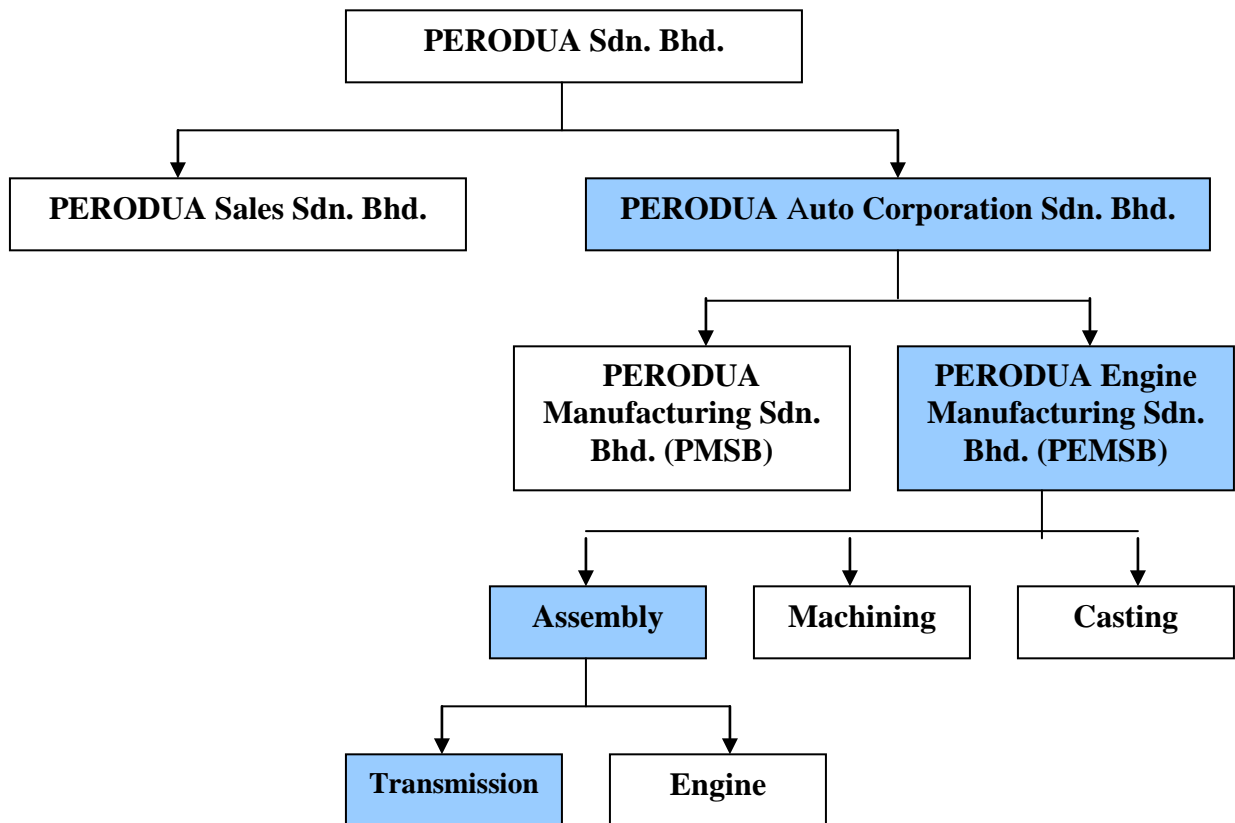 PERODUA Sdn. Bhd.
PERODUA Sales Sdn. Bhd.
PERODUA Auto Corporation Sdn. Bhd.
PERODUA
Manufacturing Sdn.
Bhd. (PMSB)
PERODUA Engine
Manufacturing Sdn.
Bhd. (PEMSB)
Assembly
Machining
Casting
Transmission
Engine